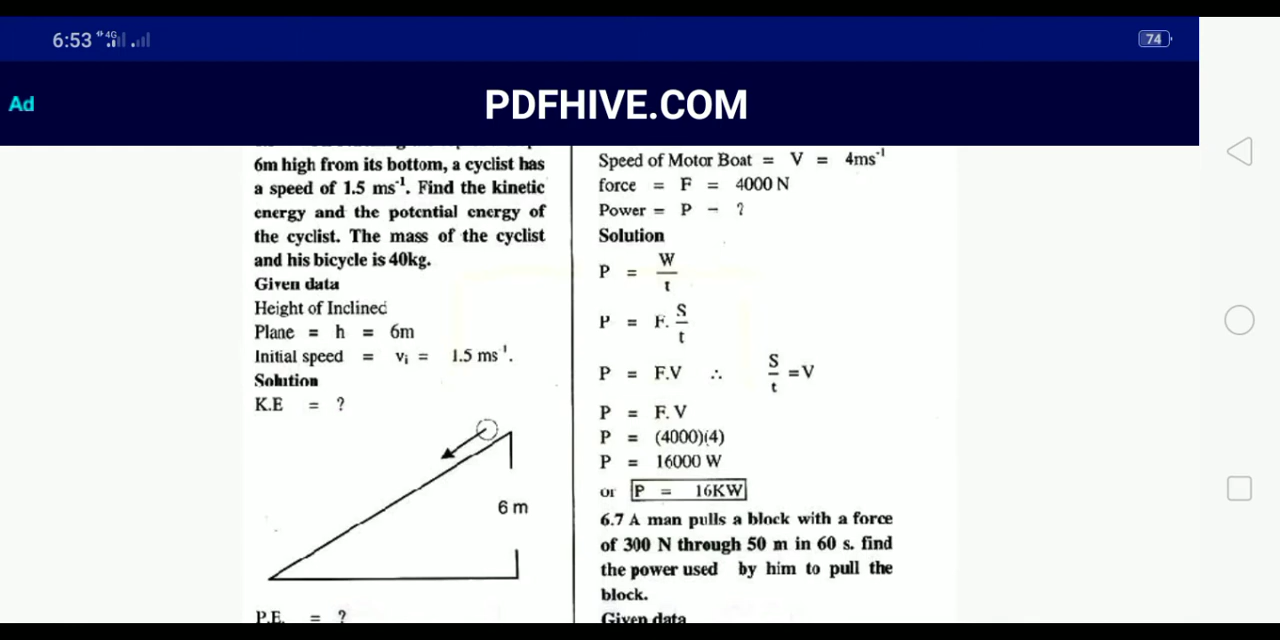 6:53 4G
74
Ad
PDFHIVE.COM
6m high from its bottom, a cyclist has
a speed of 1.5 ms⁻¹. Find the kinetic
energy and the potential energy of
the cyclist. The mass of the cyclist
and his bicycle is 40kg.
Given data
Height of Inclined
Plane = h = 6m
Initial speed = vᵢ = 1.5 ms⁻¹.
Solution
K.E = ?
6 m
P.E. = ?
Speed of Motor Boat = V = 4ms⁻¹
force = F = 4000 N
Power = P – ?
Solution
P = W/t
P = F. S/t
P = F.V ∴ S/t = V
P = F. V
P = (4000)(4)
P = 16000 W
or P = 16KW
6.7 A man pulls a block with a force
of 300 N through 50 m in 60 s. find
the power used by him to pull the
block.
Given data